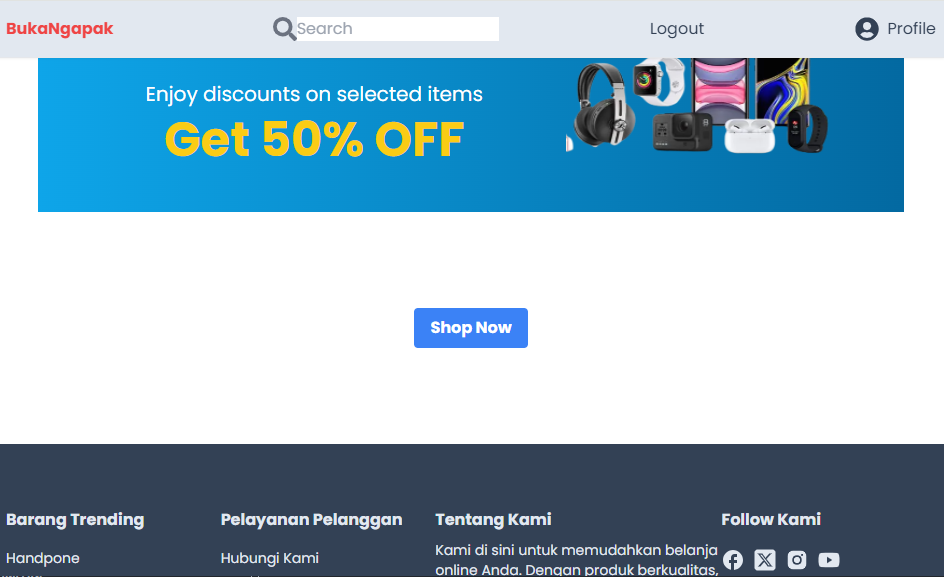 BukaNgapak
Search
Logout
Profile
Enjoy discounts on selected items
Get 50% OFF
Shop Now
Barang Trending
Handpone
Pelayanan Pelanggan
Hubungi Kami
Tentang Kami
Kami di sini untuk memudahkan belanja
online Anda. Dengan produk berkualitas,
Follow Kami